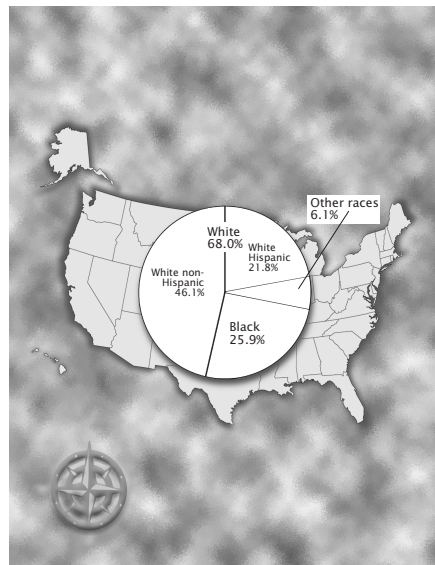 Other races
6.1%
White
68.0%
White
Hispanic
21.8%
White non-
Hispanic
46.1%
Black
25.9%